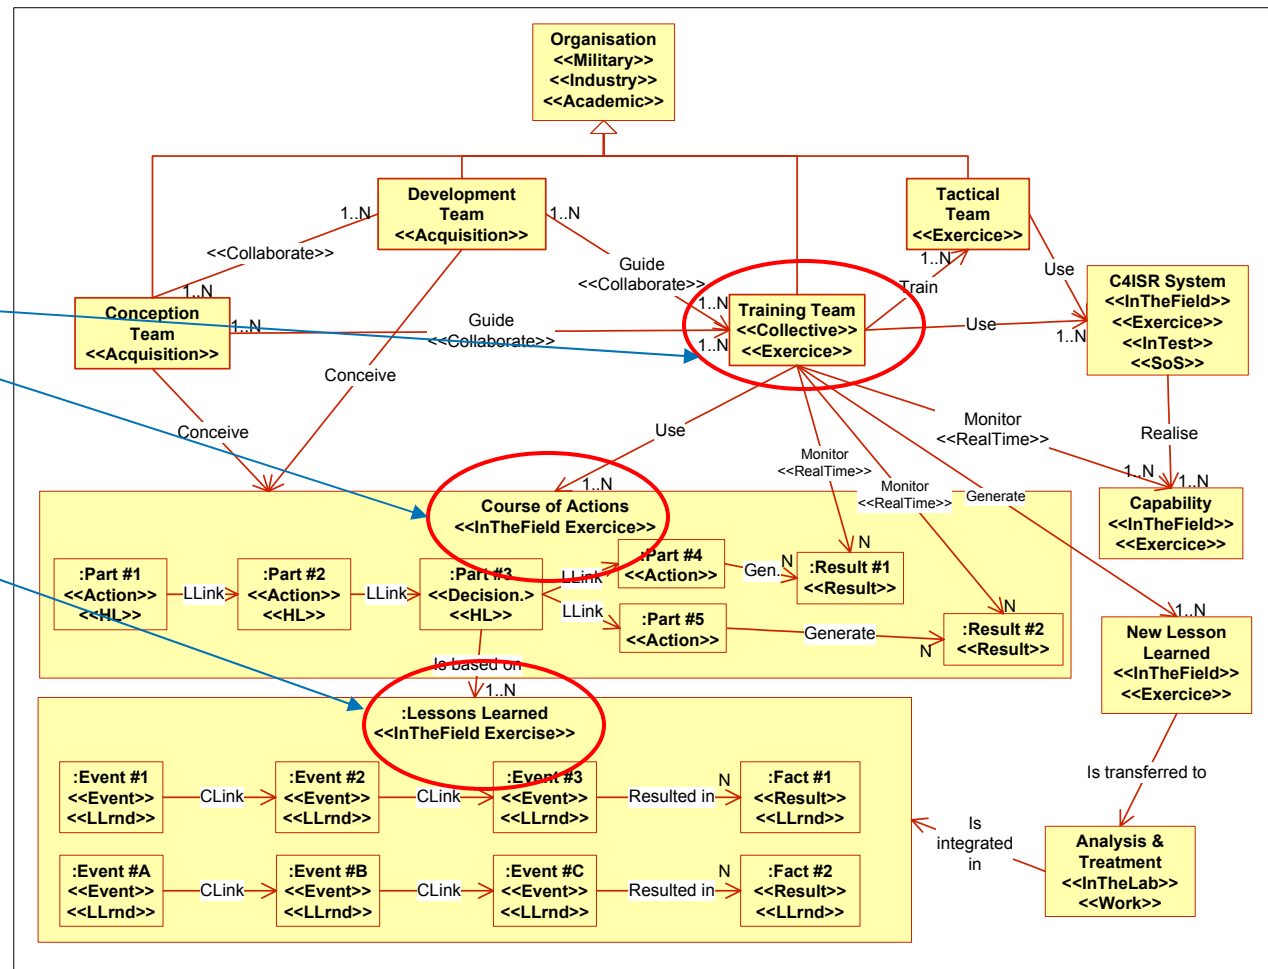 Organisation
<<Military>>
<<Industry>>
<<Academic>>
Development
Team
<<Acquisition>>
Tactical
Team
<<Exercice>>
1..N
1..N
1..N
<<Collaborate>>
1..N
Guide
<<Collaborate>>
1..N
Train
Use
C4ISR System
<<InTheField>>
<<Exercice>>
<<InTest>>
<<SoS>>
Conception
Team
<<Acquisition>>
1..N
Guide
<<Collaborate>>
1..N
1..N
Training Team
<<Collective>>
<<Exercice>>
Use
1..N
Conceive
Conceive
Use
Monitor
<<RealTime>>
Monitor
<<RealTime>>
Generate
Monitor
<<RealTime>>
Realise
1..N
1..N
Capability
<<InTheField>>
<<Exercice>>
1..N
Course of Actions
<<InTheField Exercice>>
:Part #1
<<Action>>
<<HL>>
LLink
:Part #2
<<Action>>
<<HL>>
LLink
:Part #3
<<Decision.>
<<HL>>
LLink
:Part #4
<<Action>>
Gen.
N
N
:Result #1
<<Result>>
LLink
:Part #5
<<Action>>
Generate
N
N
:Result #2
<<Result>>
1..N
New Lesson
Learned
<<InTheField>>
<<Exercice>>
Is based on
1..N
:Lessons Learned
<<InTheField Exercise>>
:Event #1
<<Event>>
<<LLrnd>>
CLink
:Event #2
<<Event>>
<<LLrnd>>
CLink
:Event #3
<<Event>>
<<LLrnd>>
Resulted in
N
:Fact #1
<<Result>>
<<LLrnd>>
Is transferred to
Is
integrated
in
Analysis &
Treatment
<<InTheLab>>
<<Work>>
:Event #A
<<Event>>
<<LLrnd>>
CLink
:Event #B
<<Event>>
<<LLrnd>>
CLink
:Event #C
<<Event>>
<<LLrnd>>
Resulted in
N
:Fact #2
<<Result>>
<<LLrnd>>